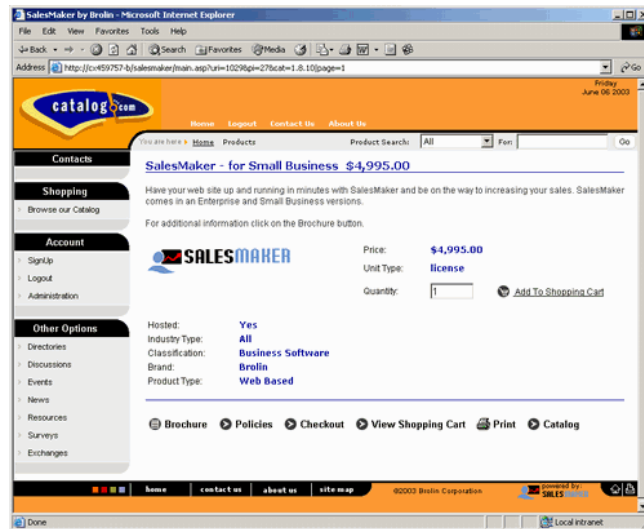 SalesMaker by Brolin - Microsoft Internet Explorer
File Edit View Favorites Tools Help
Back Search Favorites Media
Address http://cx459757-b/salesmaker/main.asp?uri=1029&pi=27&cat=1.8.10|page=1 Go
Friday
June 06 2003
catalog.com
Home Logout Contact Us About Us
You are here Home Products Product Search: All For: Go
Contacts
Shopping
Browse our Catalog
Account
SignUp
Logout
Administration
Other Options
Directories
Discussions
Events
News
Resources
Surveys
Exchanges
SalesMaker - for Small Business $4,995.00
Have your web site up and running in minutes with SalesMaker and be on the way to increasing your sales. SalesMaker
comes in an Enterprise and Small Business versions.
For additional information click on the Brochure button.
SALESMAKER
Price: $4,995.00
Unit Type: license
Quantity: 1 Add To Shopping Cart
Hosted: Yes
Industry Type: All
Classification: Business Software
Brand: Brolin
Product Type: Web Based
Brochure Policies Checkout View Shopping Cart Print Catalog
home contact us about us site map ©2003 Brolin Corporation powered by:
SALESMAKER
Done Local intranet